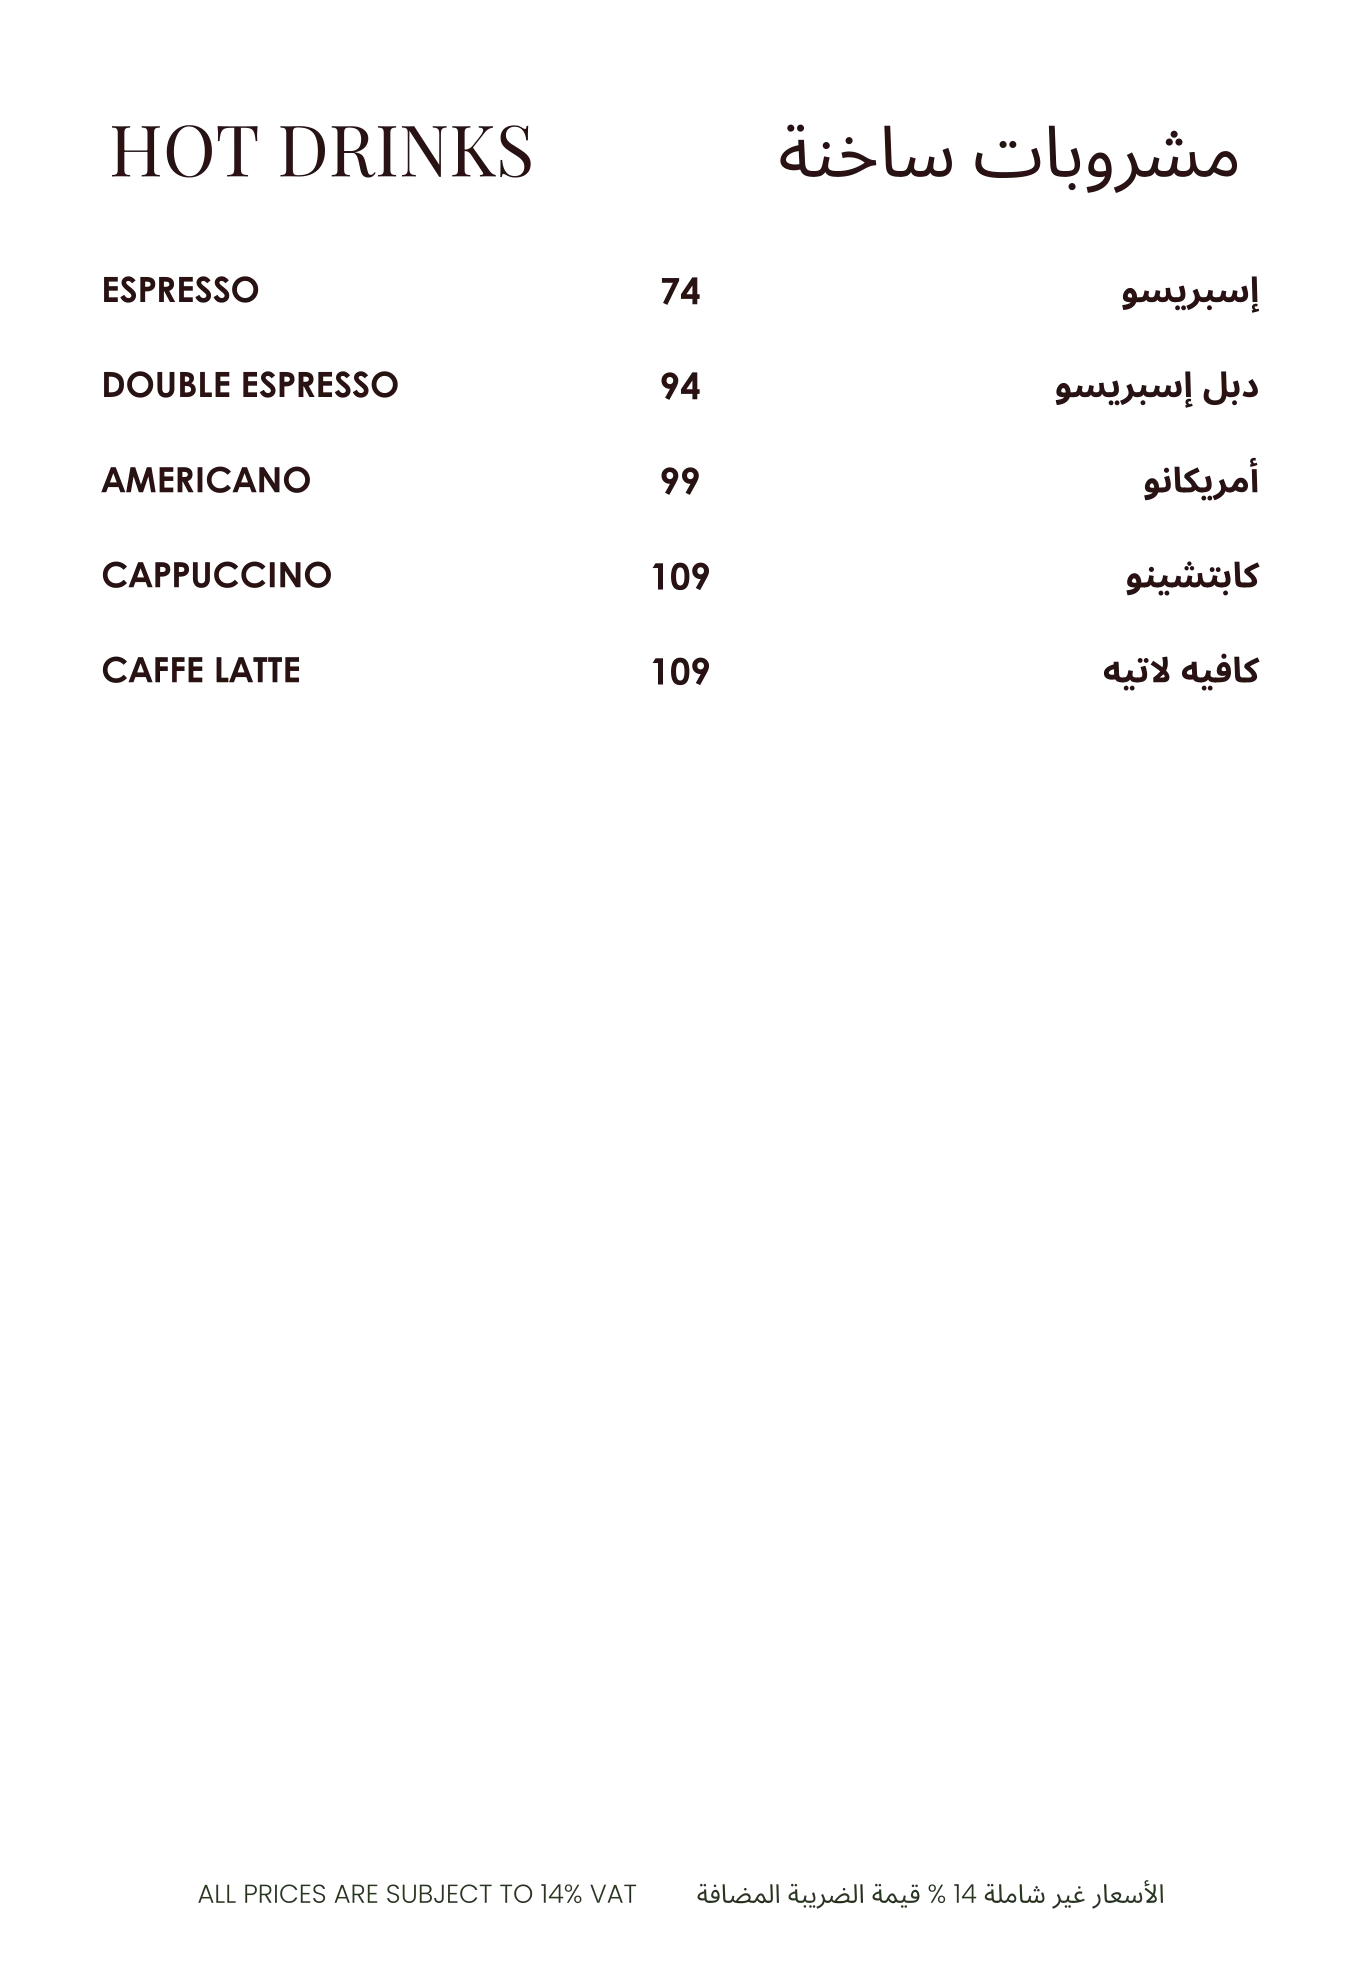 HOT DRINKS مشروبات ساخنة
ESPRESSO 74 إسبريسو
DOUBLE ESPRESSO 94 دبل إسبريسو
AMERICANO 99 أمريكانو
CAPPUCCINO 109 كابتشينو
CAFFE LATTE 109 كافيه لاتيه
ALL PRICES ARE SUBJECT TO 14% VAT الأسعار غير شاملة 14 % قيمة الضريبة المضافة